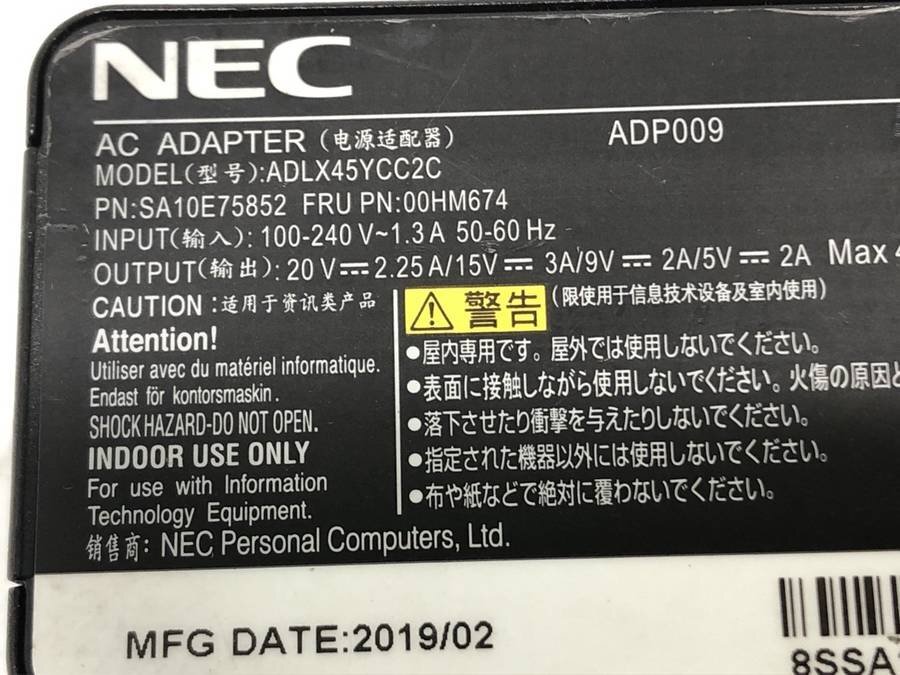 NEC
AC ADAPTER (电源适配器) ADP009
MODEL(型号):ADLX45YCC2C
PN:SA10E75852 FRU PN:00HM674
INPUT(输入): 100-240 V~1.3 A 50-60 Hz
OUTPUT(输出): 20 V⎓2.25 A/15V⎓ 3A/9V⎓ 2A/5V⎓ 2A Max
CAUTION :适用于资讯类产品
Attention!
Utiliser avec du matériel informatique.
Endast för kontorsmaskin.
SHOCK HAZARD-DO NOT OPEN.
INDOOR USE ONLY
For use with Information
Technology Equipment.
⚠警告 (限使用于信息技术设备及室内使用)
●屋内専用です。屋外では使用しないでください。
●表面に接触しながら使用しないでください。火傷の原因と
●落下させたり衝撃を与えたりしないでください。
●指定された機器以外には使用しないでください。
●布や紙などで絶対に覆わないでください。
销售商: NEC Personal Computers, Ltd.
MFG DATE:2019/02
8SSA